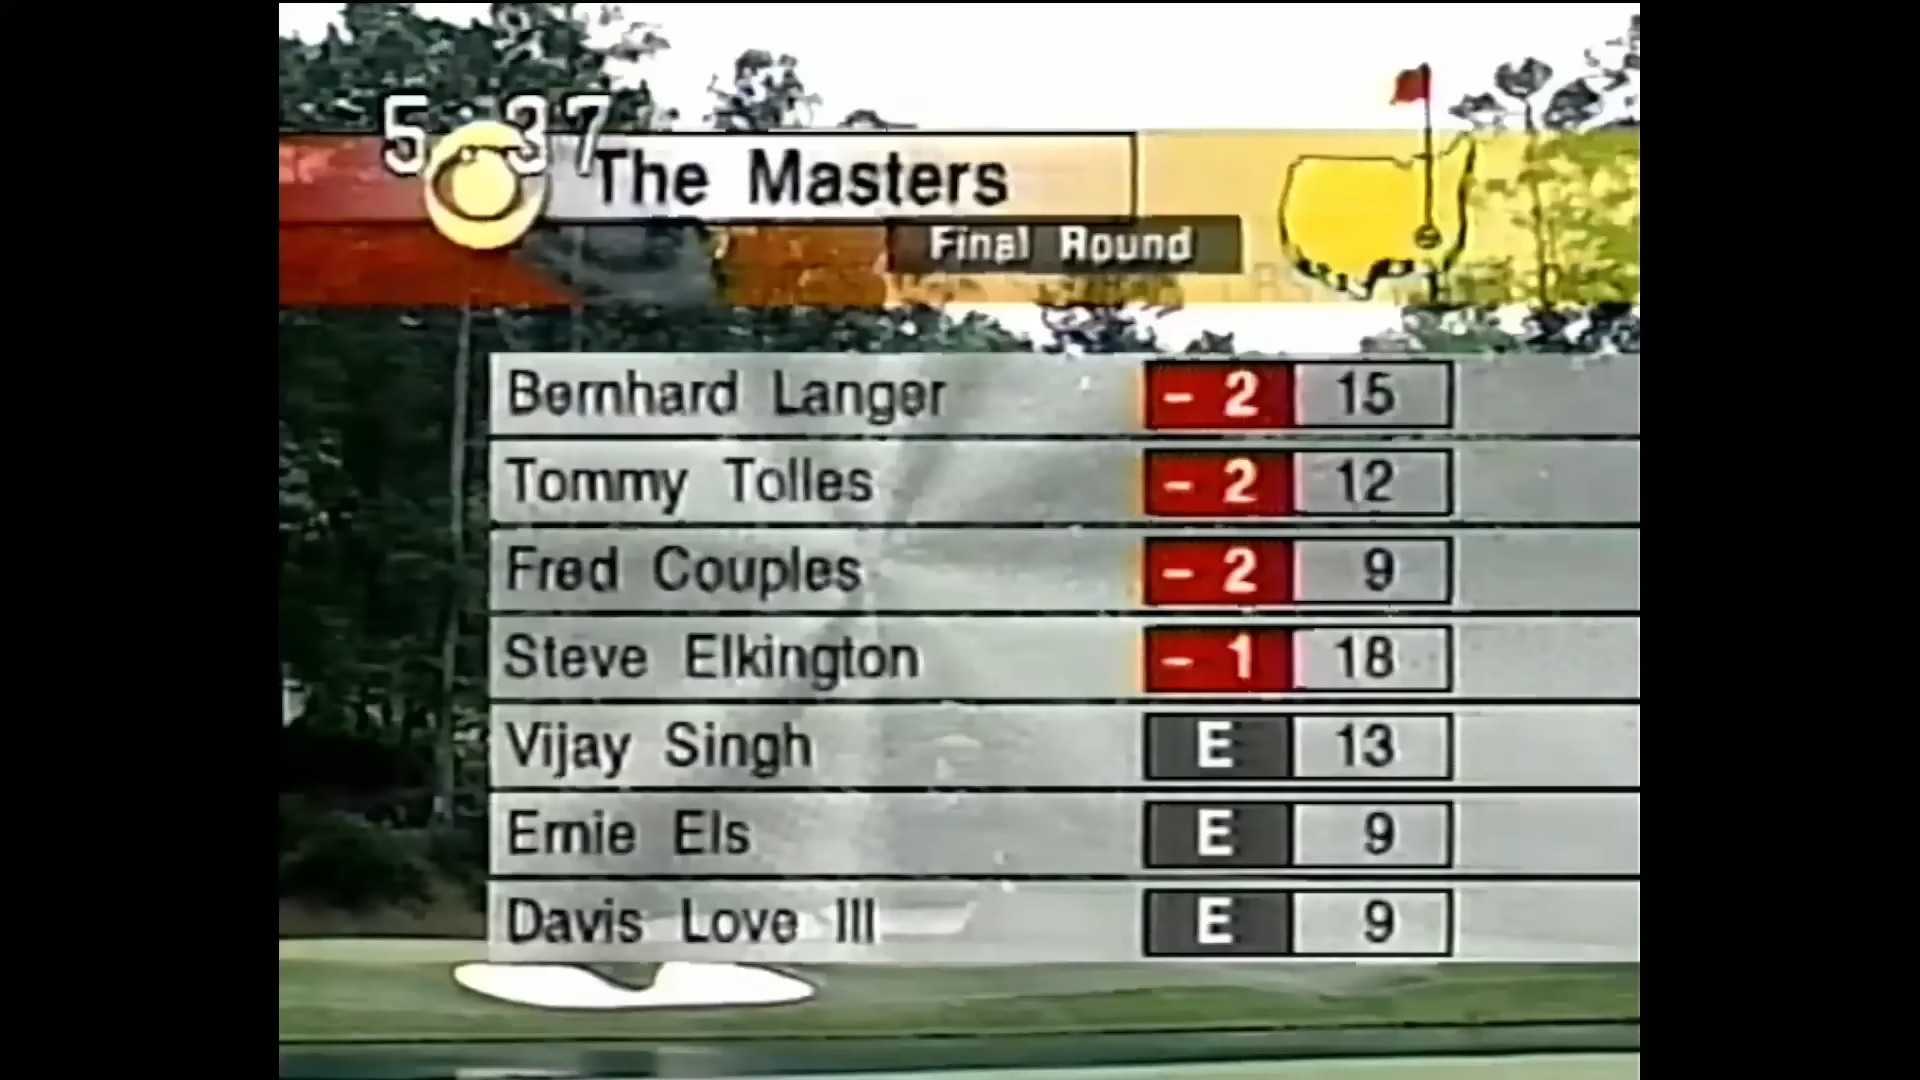 5:37
The Masters
Final Round
Bernhard Langer - 2 15
Tommy Tolles - 2 12
Fred Couples - 2 9
Steve Elkington - 1 18
Vijay Singh E 13
Ernie Els E 9
Davis Love III E 9